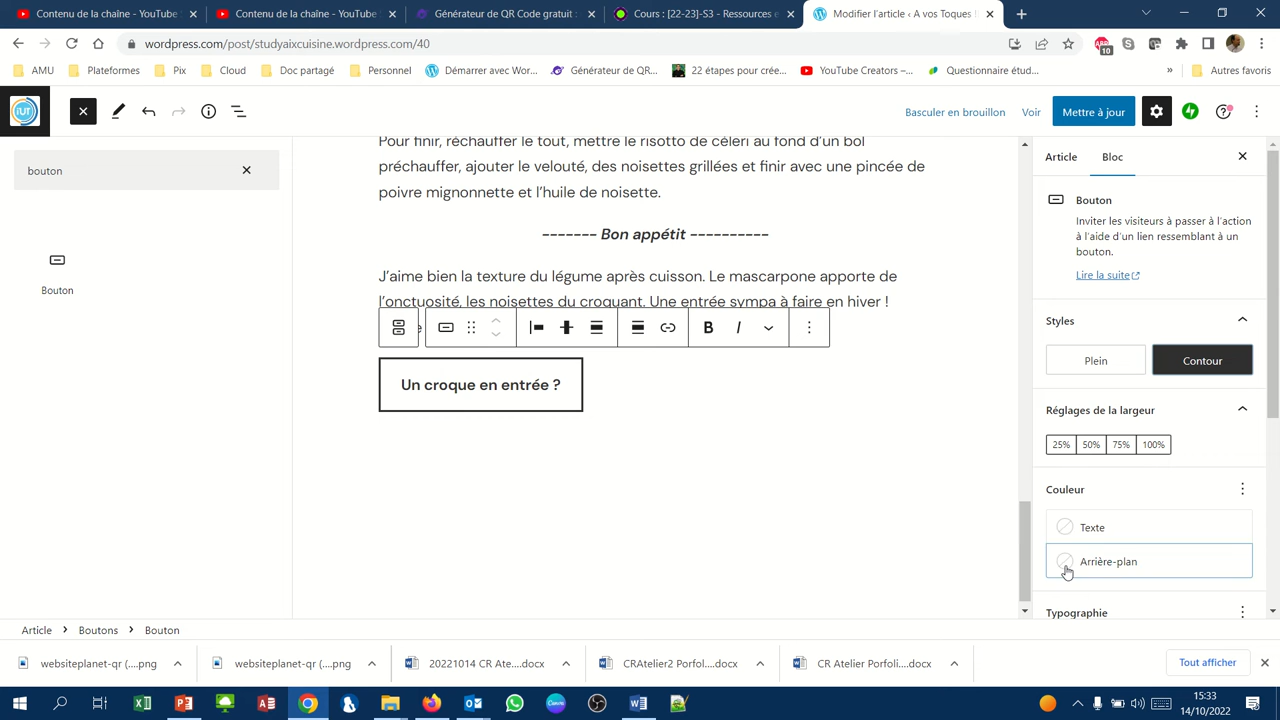 Contenu de la chaîne - YouTube S
Contenu de la chaîne - YouTube S
Générateur de QR Code gratuit :
Cours : [22-23]-S3 - Ressources e
Modifier l'article ‹ A vos Toques !
wordpress.com/post/studyaixcuisine.wordpress.com/40
10
AMU
Plateformes
Pix
Cloud
Doc partagé
Personnel
Démarrer avec Wor...
Générateur de QR...
22 étapes pour crée...
YouTube Creators –...
Questionnaire étud...
»
Autres favoris
Basculer en brouillon
Voir
Mettre à jour
bouton
Bouton
Pour finir, réchauffer le tout, mettre le risotto de céleri au fond d'un bol
préchauffer, ajouter le velouté, des noisettes grillées et finir avec une pincée de
poivre mignonnette et l'huile de noisette.
------- Bon appétit ----------
J'aime bien la texture du légume après cuisson. Le mascarpone apporte de
l'onctuosité, les noisettes du croquant. Une entrée sympa à faire en hiver !
B I
Un croque en entrée ?
Article
Bloc
Bouton
Inviter les visiteurs à passer à l'action
à l'aide d'un lien ressemblant à un
bouton.
Lire la suite
Styles
Plein
Contour
Réglages de la largeur
25% 50% 75% 100%
Couleur
Texte
Arrière-plan
Typographie
Article > Boutons > Bouton
websiteplanet-qr (....png
websiteplanet-qr (....png
20221014 CR Ate....docx
CRAtelier2 Porfol....docx
CR Atelier Porfoli....docx
Tout afficher
15:33
14/10/2022